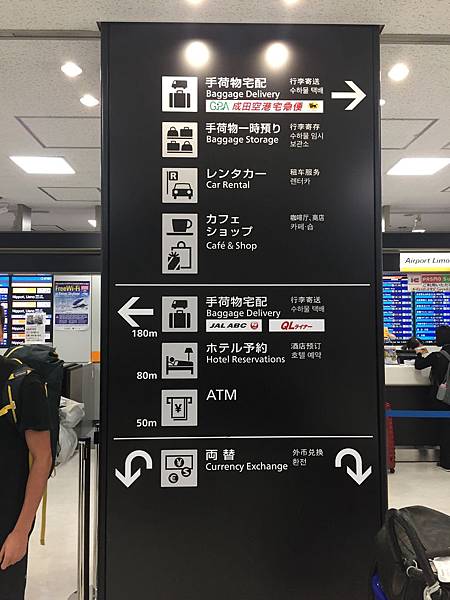 手荷物宅配 行李寄送
Baggage Delivery 수하물 택배
GPA 成田空港宅急便
手荷物一時預り 行李寄存
Baggage Storage 수하물 임시
보관소
R
レンタカー 租车服务
Car Rental 렌터카
カフェ 咖啡厅、商店
ショップ 카페·숍
Café & Shop
手荷物宅配 行李寄送
Baggage Delivery 수하물 택배
180m JAL ABC QLライナー
ホテル予約 酒店预订
Hotel Reservations 호텔 예약
80m
ATM
¥
50m
両替 外币兑换
Currency Exchange 환전
¥ € $
Airport Limo
Free Wi-Fi